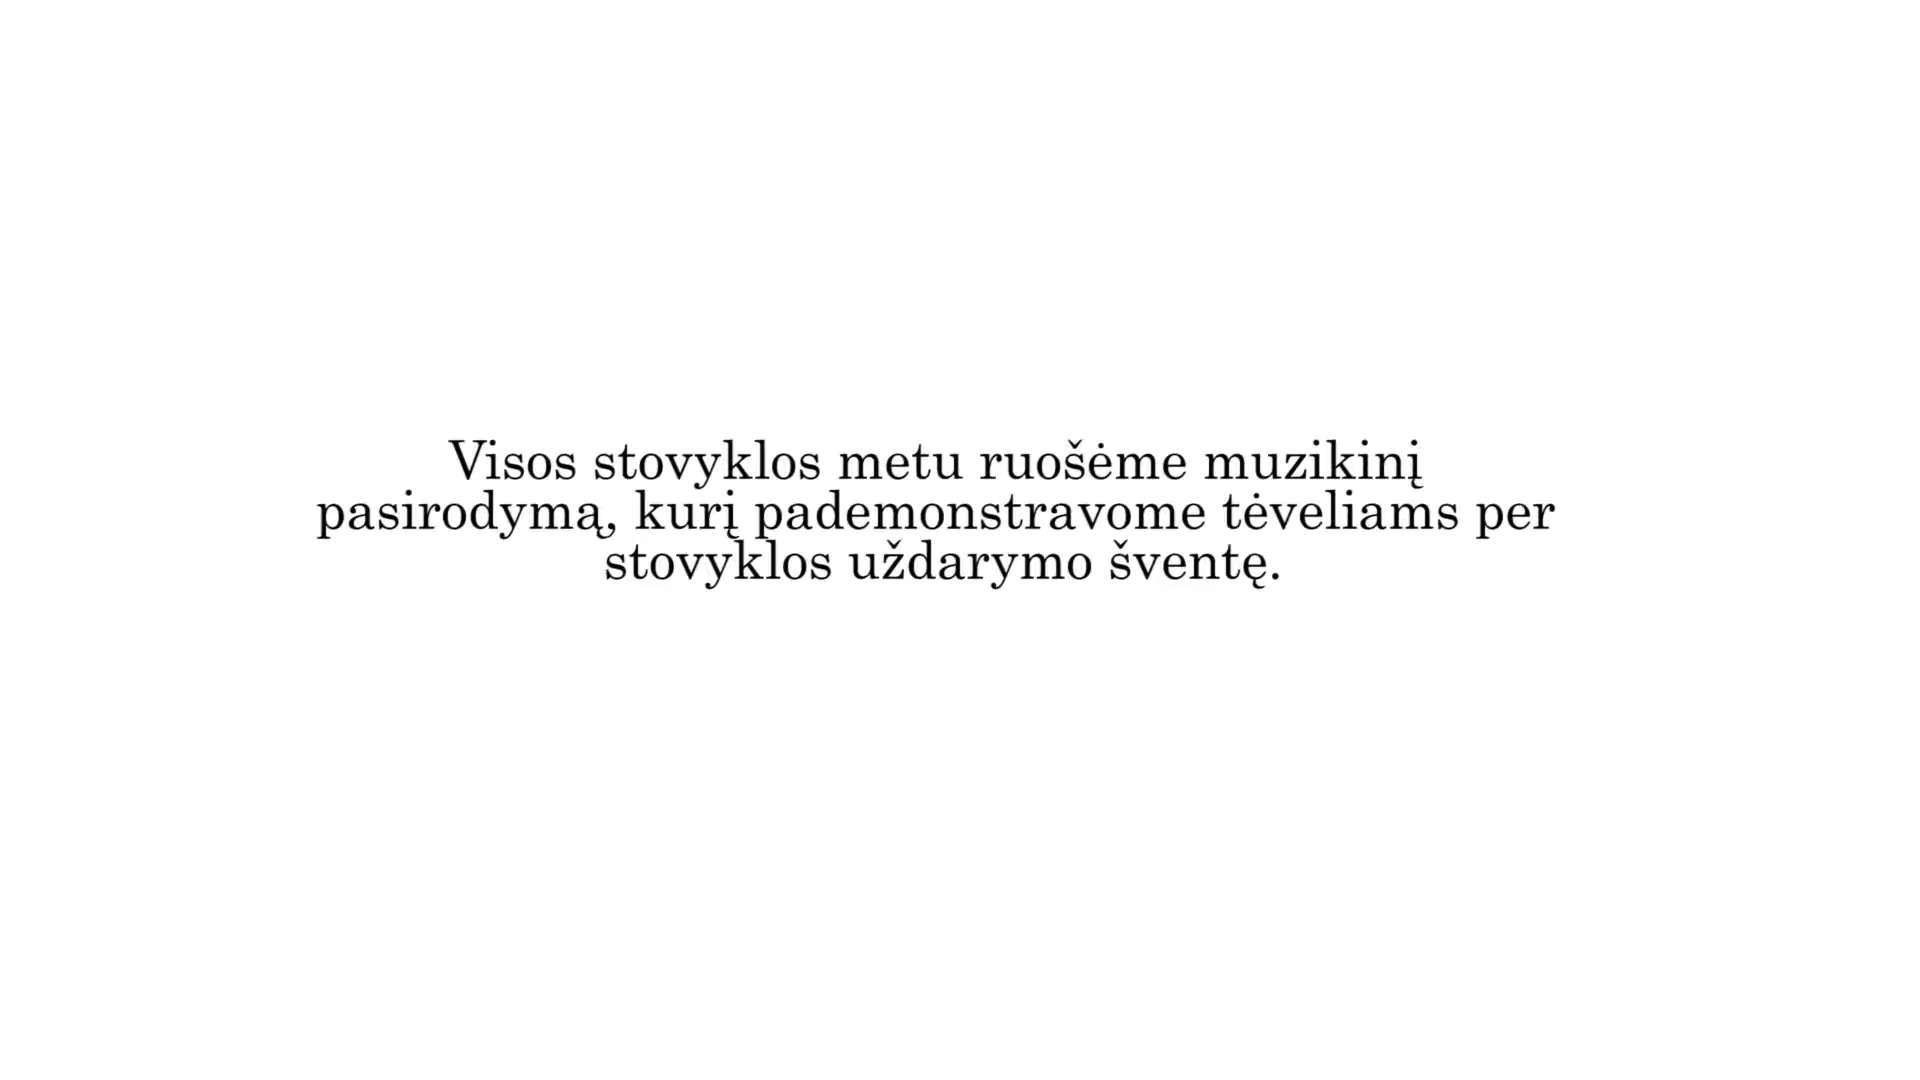 Visos stovyklos metu ruošėme muzikinį
pasirodymą, kurį pademonstravome tėveliams per
stovyklos uždarymo šventę.